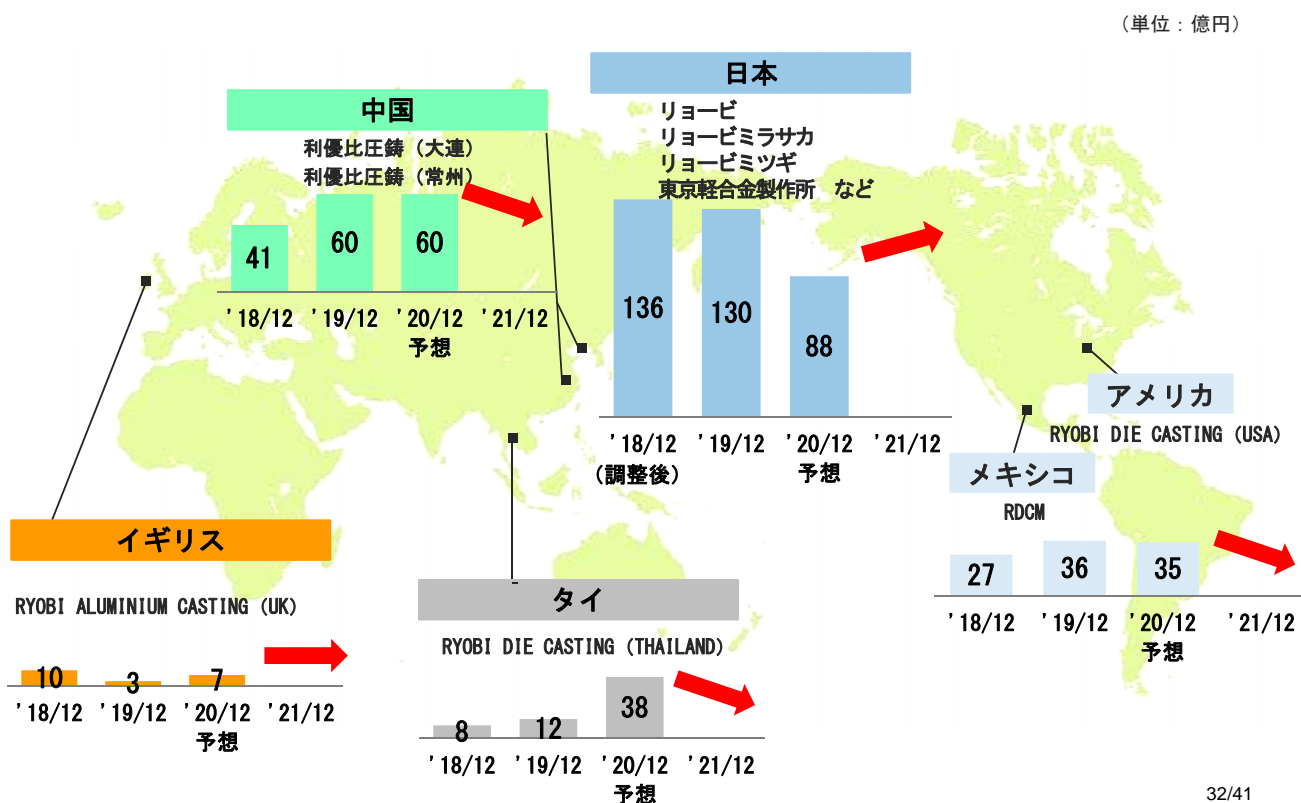 （単位：億円）
日本
リョービ
リョービミラサカ
リョービミツギ
東京軽合金製作所　など
中国
利優比圧鋳（大連）
利優比圧鋳（常州）
41
60
60
'18/12
'19/12
'20/12
予想
'21/12
136
130
88
'18/12
(調整後)
'19/12
'20/12
予想
'21/12
アメリカ
RYOBI DIE CASTING (USA)
メキシコ
RDCM
27
36
35
'18/12
'19/12
'20/12
予想
'21/12
イギリス
RYOBI ALUMINIUM CASTING (UK)
10
3
7
'18/12
'19/12
'20/12
予想
'21/12
タイ
RYOBI DIE CASTING (THAILAND)
8
12
38
'18/12
'19/12
'20/12
予想
'21/12
32/41